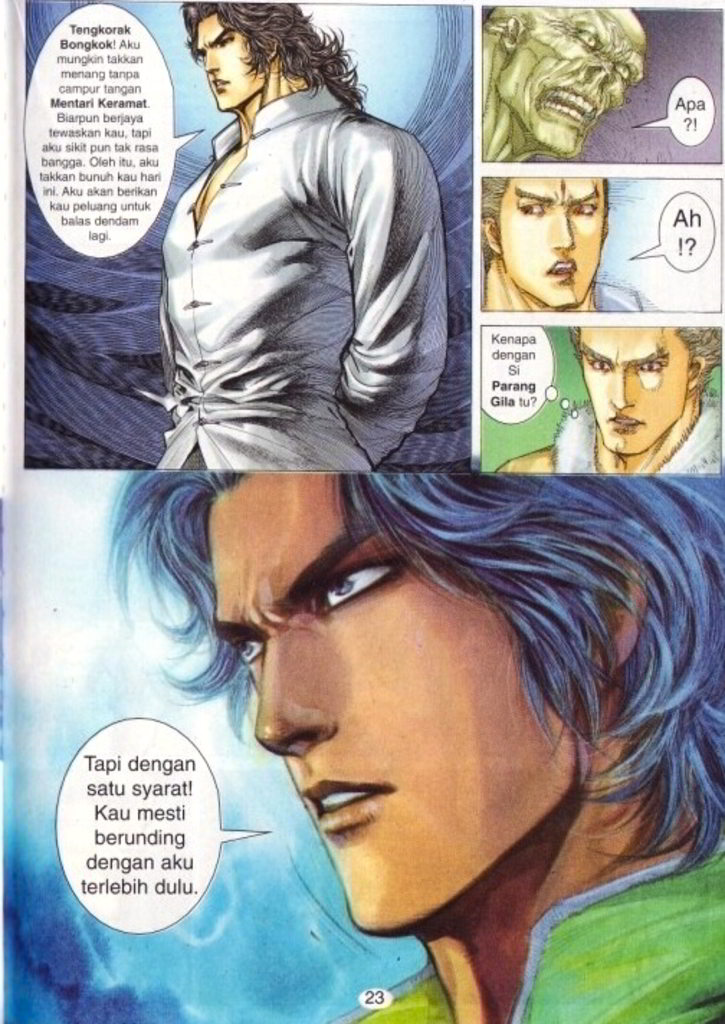 Tengkorak
Bongkok! Aku
mungkin takkan
menang tanpa
campur tangan
Mentari Keramat.
Biarpun berjaya
tewaskan kau, tapi
aku sikit pun tak rasa
bangga. Oleh itu, aku
takkan bunuh kau hari
ini. Aku akan berikan
kau peluang untuk
balas dendam
lagi.
Apa
?!
Ah
!?
Kenapa
dengan
Si
Parang
Gila tu?
Tapi dengan
satu syarat!
Kau mesti
berunding
dengan aku
terlebih dulu.
23